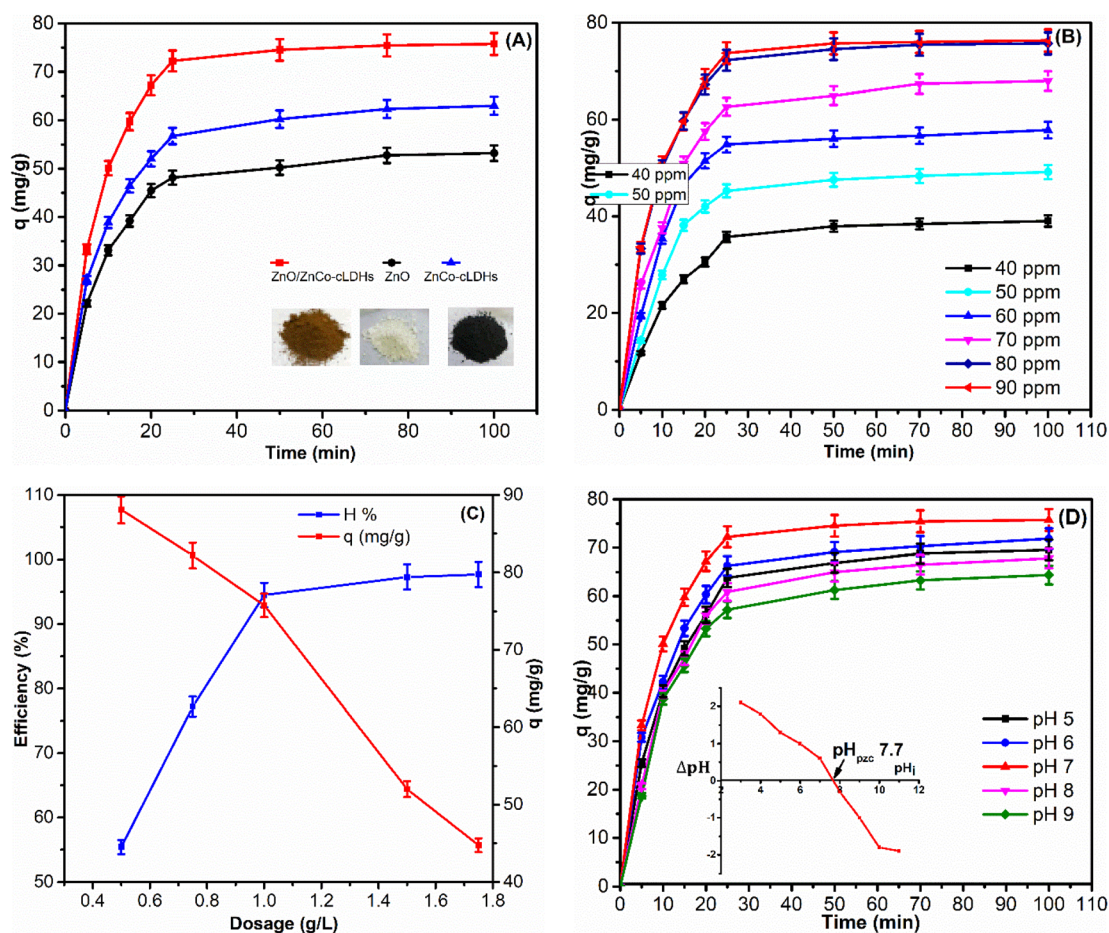 (A)
q (mg/g)
80
70
60
50
40
30
20
10
0
ZnO/ZnCo-cLDHs ZnO ZnCo-cLDHs
0 20 40 60 80 100
Time (min)
(B)
q (mg/g)
80
60
40
20
0
40 ppm
50 ppm
40 ppm
50 ppm
60 ppm
70 ppm
80 ppm
90 ppm
0 10 20 30 40 50 60 70 80 90 100 110
Time (min)
(C)
Efficiency (%)
110
100
90
80
70
60
50
H %
q (mg/g)
90
80
70
60
50
40
q (mg/g)
0.4 0.6 0.8 1.0 1.2 1.4 1.6 1.8
Dosage (g/L)
(D)
q (mg/g)
80
70
60
50
40
30
20
10
0
ΔpH
2
1
0
-1
-2
2 4 6 8 10 12
pHpzc 7.7
pHi
pH 5
pH 6
pH 7
pH 8
pH 9
0 10 20 30 40 50 60 70 80 90 100 110
Time (min)